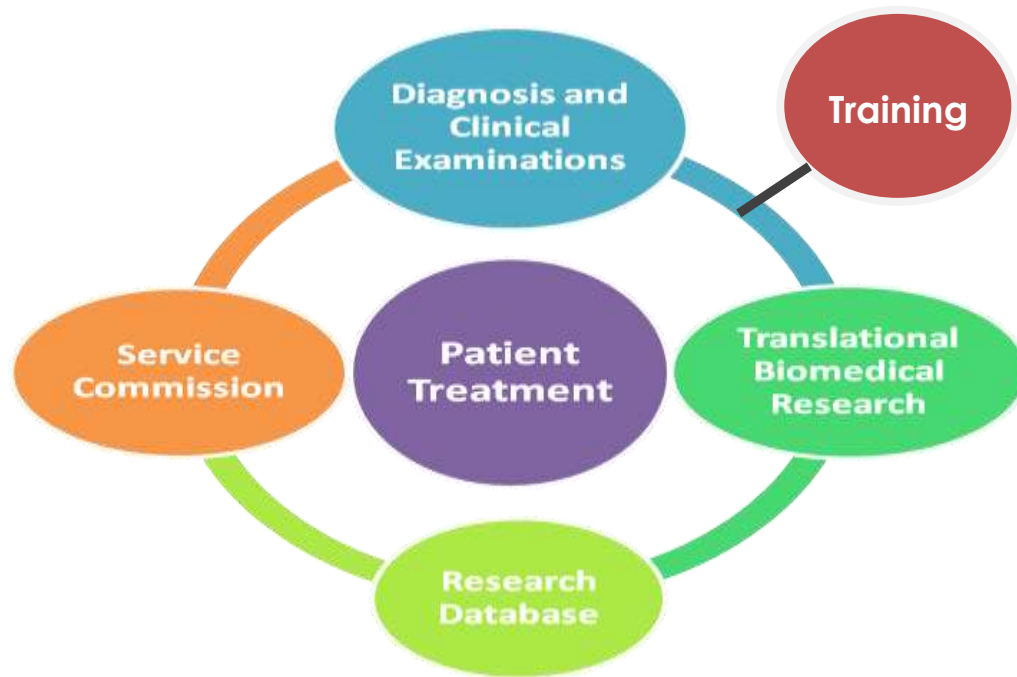 Diagnosis and
Clinical
Examinations
Training
Service
Commission
Patient
Treatment
Translational
Biomedical
Research
Research
Database